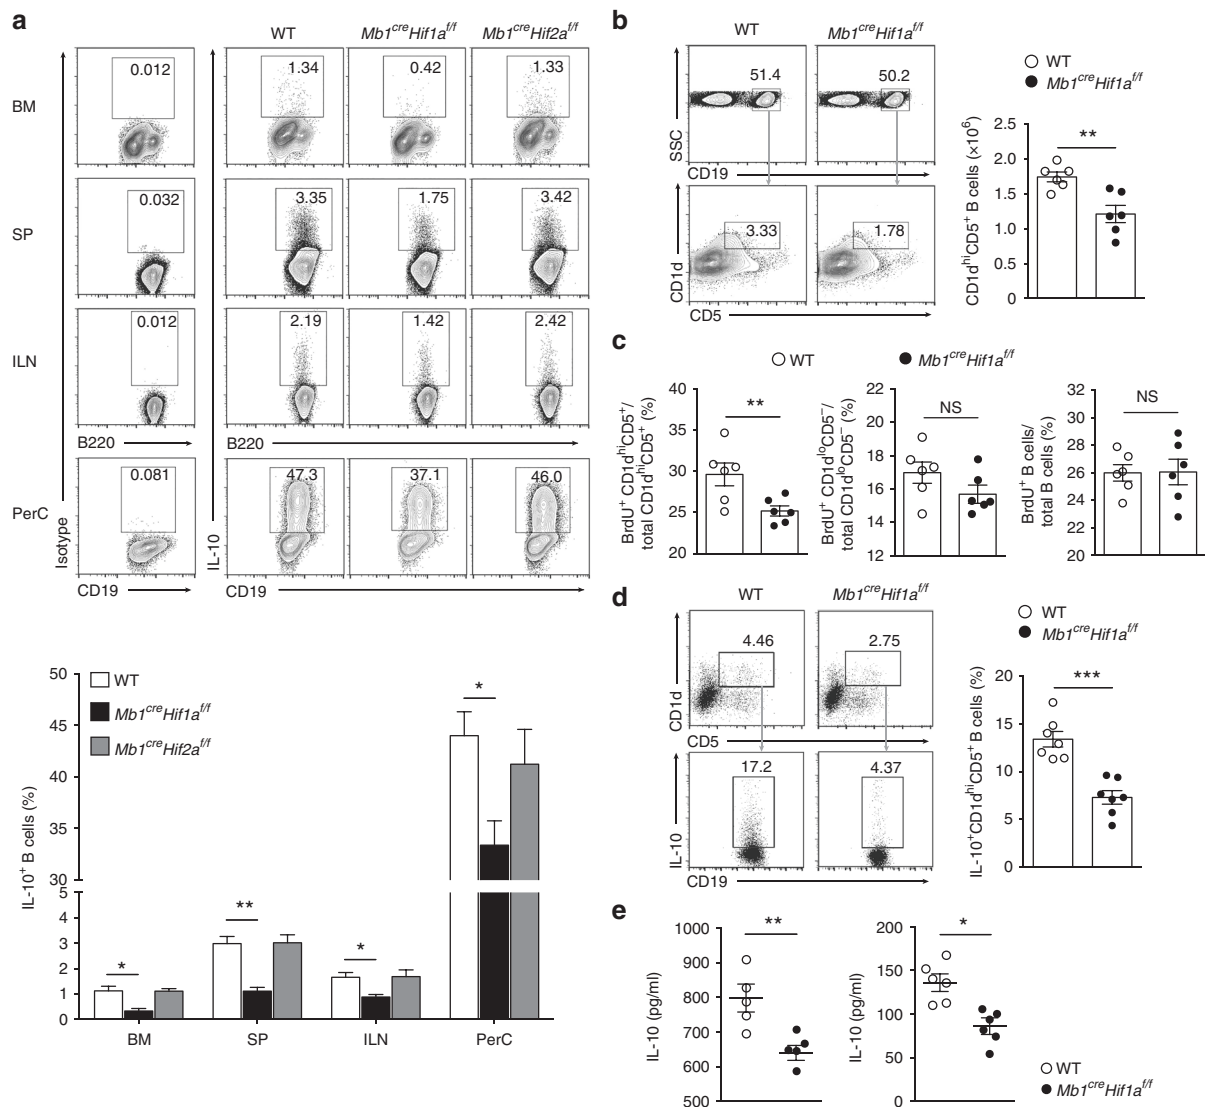 a
WT Mb1creHif1af/f Mb1creHif2af/f
BM 0.012 1.34 0.42 1.33
SP 0.032 3.35 1.75 3.42
ILN 0.012 2.19 1.42 2.42
B220 B220
PerC 0.081 47.3 37.1 46.0
Isotype IL-10
CD19 CD19
50
45
40
35
30
5
4
3
2
1
0
IL-10+ B cells (%)
WT
Mb1creHif1af/f
Mb1creHif2af/f
* ** * *
BM SP ILN PerC
b
WT Mb1creHif1af/f
51.4 50.2
SSC
CD19
3.33 1.78
CD1d
CD5
WT
Mb1creHif1af/f
CD1dhiCD5+ B cells (×106)
2.5
2.0
1.5
1.0
0.5
0
**
c
WT Mb1creHif1af/f
BrdU+ CD1dhiCD5+/
total CD1dhiCD5+ (%)
40
35
30
25
20
**
BrdU+ CD1dloCD5−/
total CD1dloCD5− (%)
22
20
18
16
14
12
NS
BrdU+ B cells/
total B cells (%)
32
30
28
26
24
22
20
NS
d
WT Mb1creHif1af/f
4.46 2.75
CD1d
CD5
17.2 4.37
IL-10
CD19
WT
Mb1creHif1af/f
IL-10+CD1dhiCD5+ B cells (%)
20
15
10
5
0
***
e
IL-10 (pg/ml)
1000
900
800
700
600
500
**
IL-10 (pg/ml)
200
150
100
50
0
*
WT
Mb1creHif1af/f